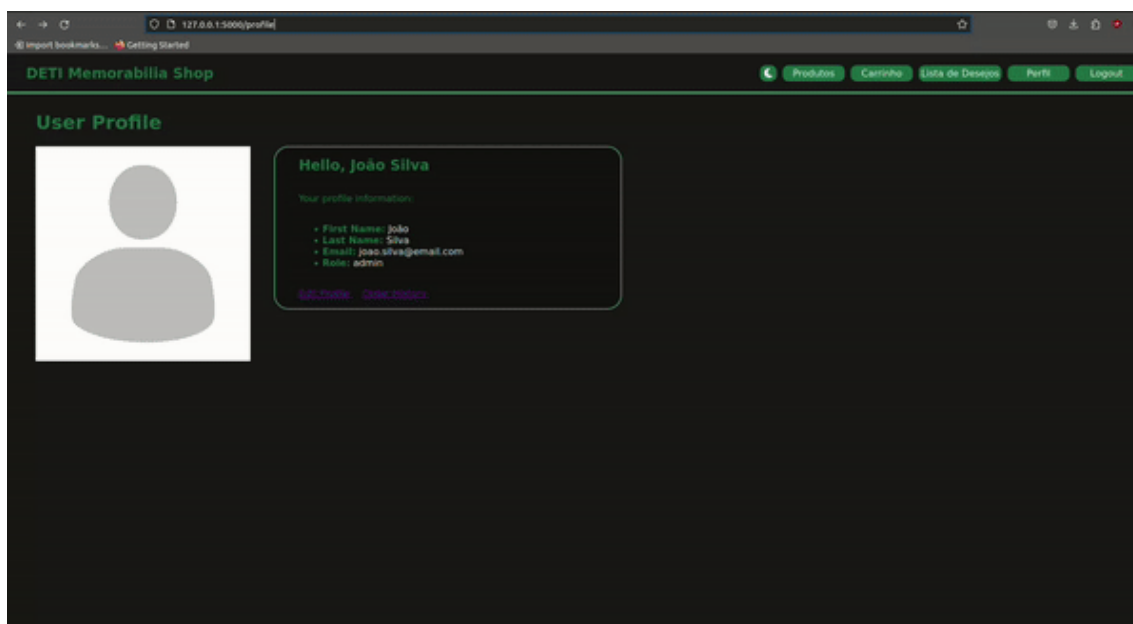 127.0.0.1:5000/profile
Import bookmarks... Getting Started
DETI Memorabilia Shop Produtos Carrinho Lista de Desejos Perfil Logout
User Profile
Hello, João Silva
Your profile information:
• First Name: João
• Last Name: Silva
• Email: joao.silva@email.com
• Role: admin
Edit Profile